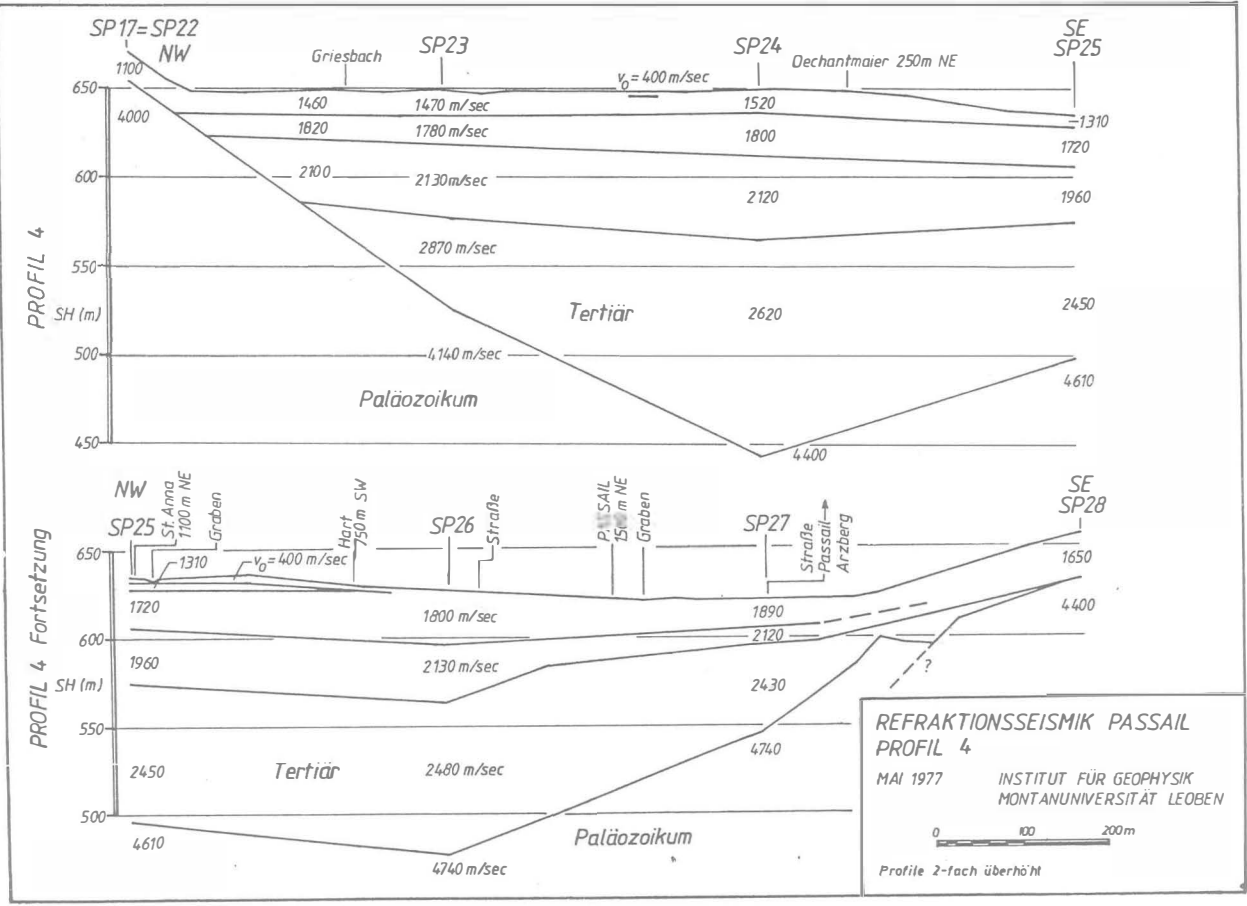 SP17=SP22
NW
Griesbach
SP23
SP24
Dechantmaier 250m NE
SE
SP25
v₀ = 400 m/sec
1100
650
1460
1470 m/sec
1520
1310
4000
1820
1780 m/sec
1800
1720
600
2100
2130 m/sec
2120
1960
2870 m/sec
550
PROFIL 4
SH (m)
Tertiär
2620
2450
500
4140 m/sec
4610
Paläozoikum
450
4400
NW
SP25
St. Anna
1100 m NE
Graben
Hart
750 m SW
SP26
Straße
NE
Graben
SP27
Straße
Passail-
Arzberg
SE
SP28
650
1310
v₀ = 400 m/sec
1650
1720
1800 m/sec
1890
4400
600
2120
1960
2130 m/sec
2430
?
SH (m)
PROFIL 4 Fortsetzung
550
4740
2450
Tertiär
2480 m/sec
500
4610
Paläozoikum
4740 m/sec
REFRAKTIONSSEISMIK PASSAIL
PROFIL 4
MAI 1977 INSTITUT FÜR GEOPHYSIK
MONTANUNIVERSITÄT LEOBEN
0 100 200 m
Profile 2-fach überhöht